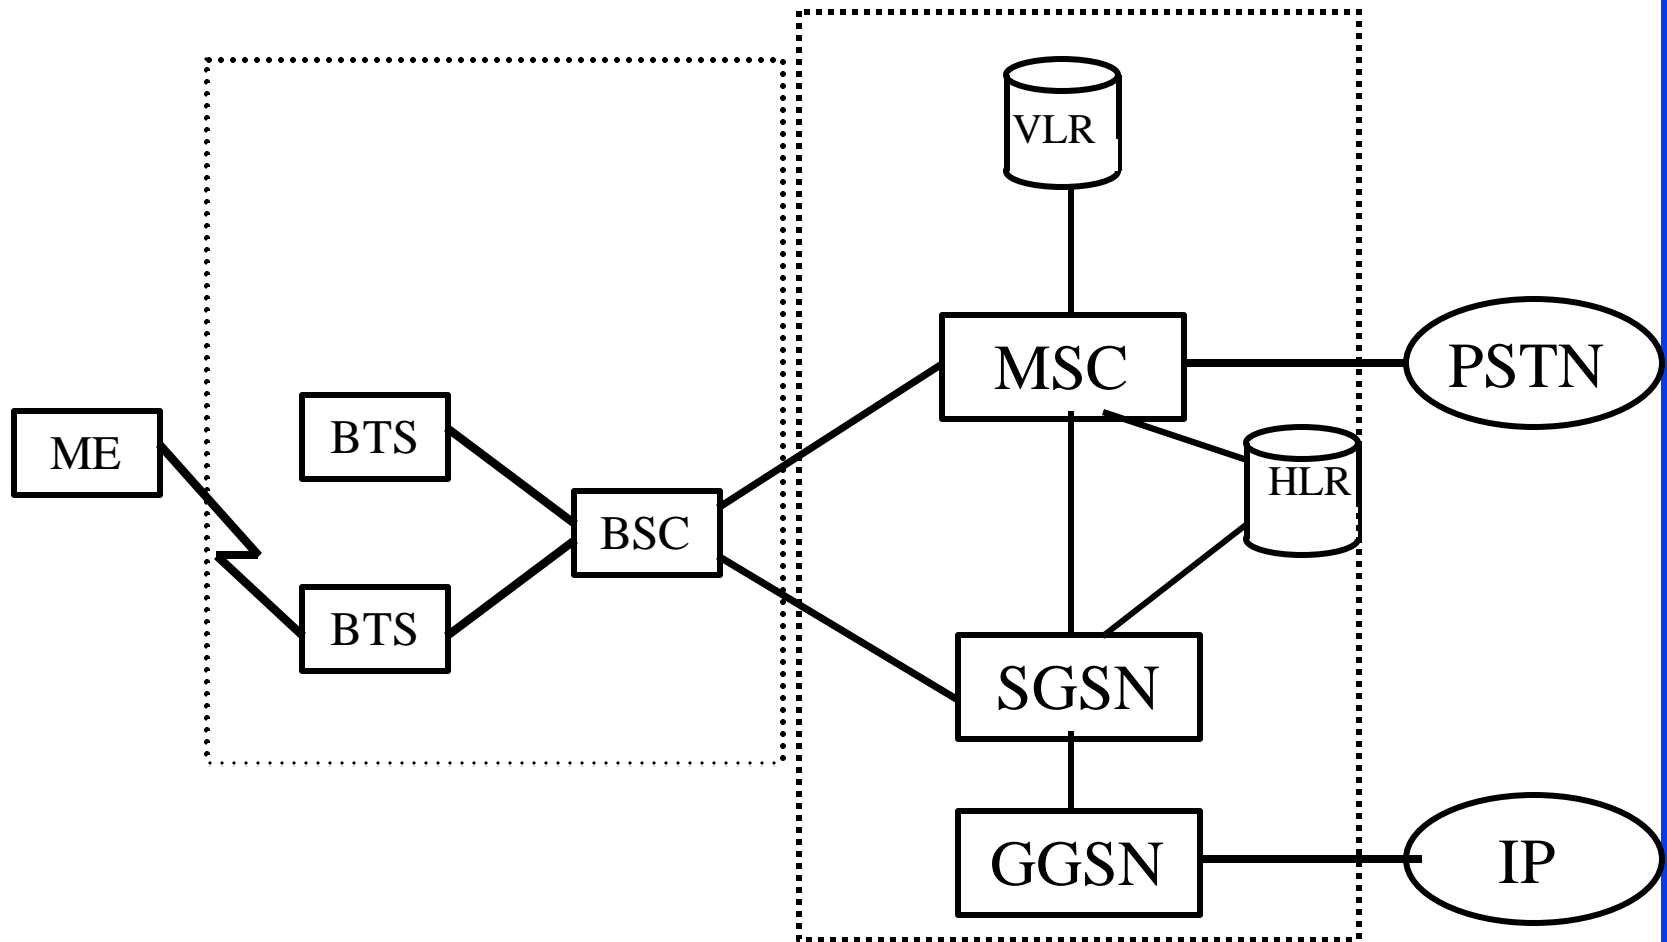 VLR
MSC
PSTN
ME
BTS
HLR
BSC
BTS
SGSN
GGSN
IP